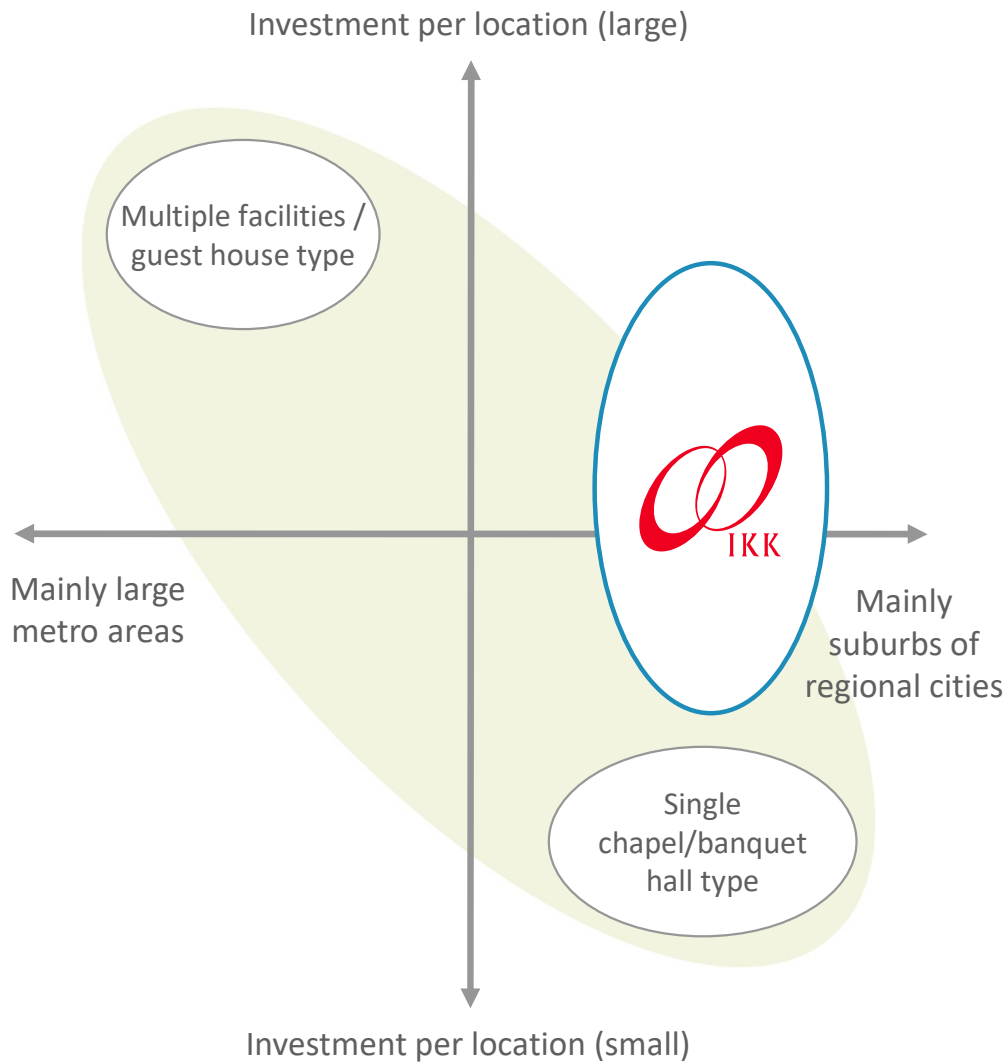 Investment per location (large)
Multiple facilities /
guest house type
IKK
Mainly large
metro areas
Mainly
suburbs of
regional cities
Single
chapel/banquet
hall type
Investment per location (small)